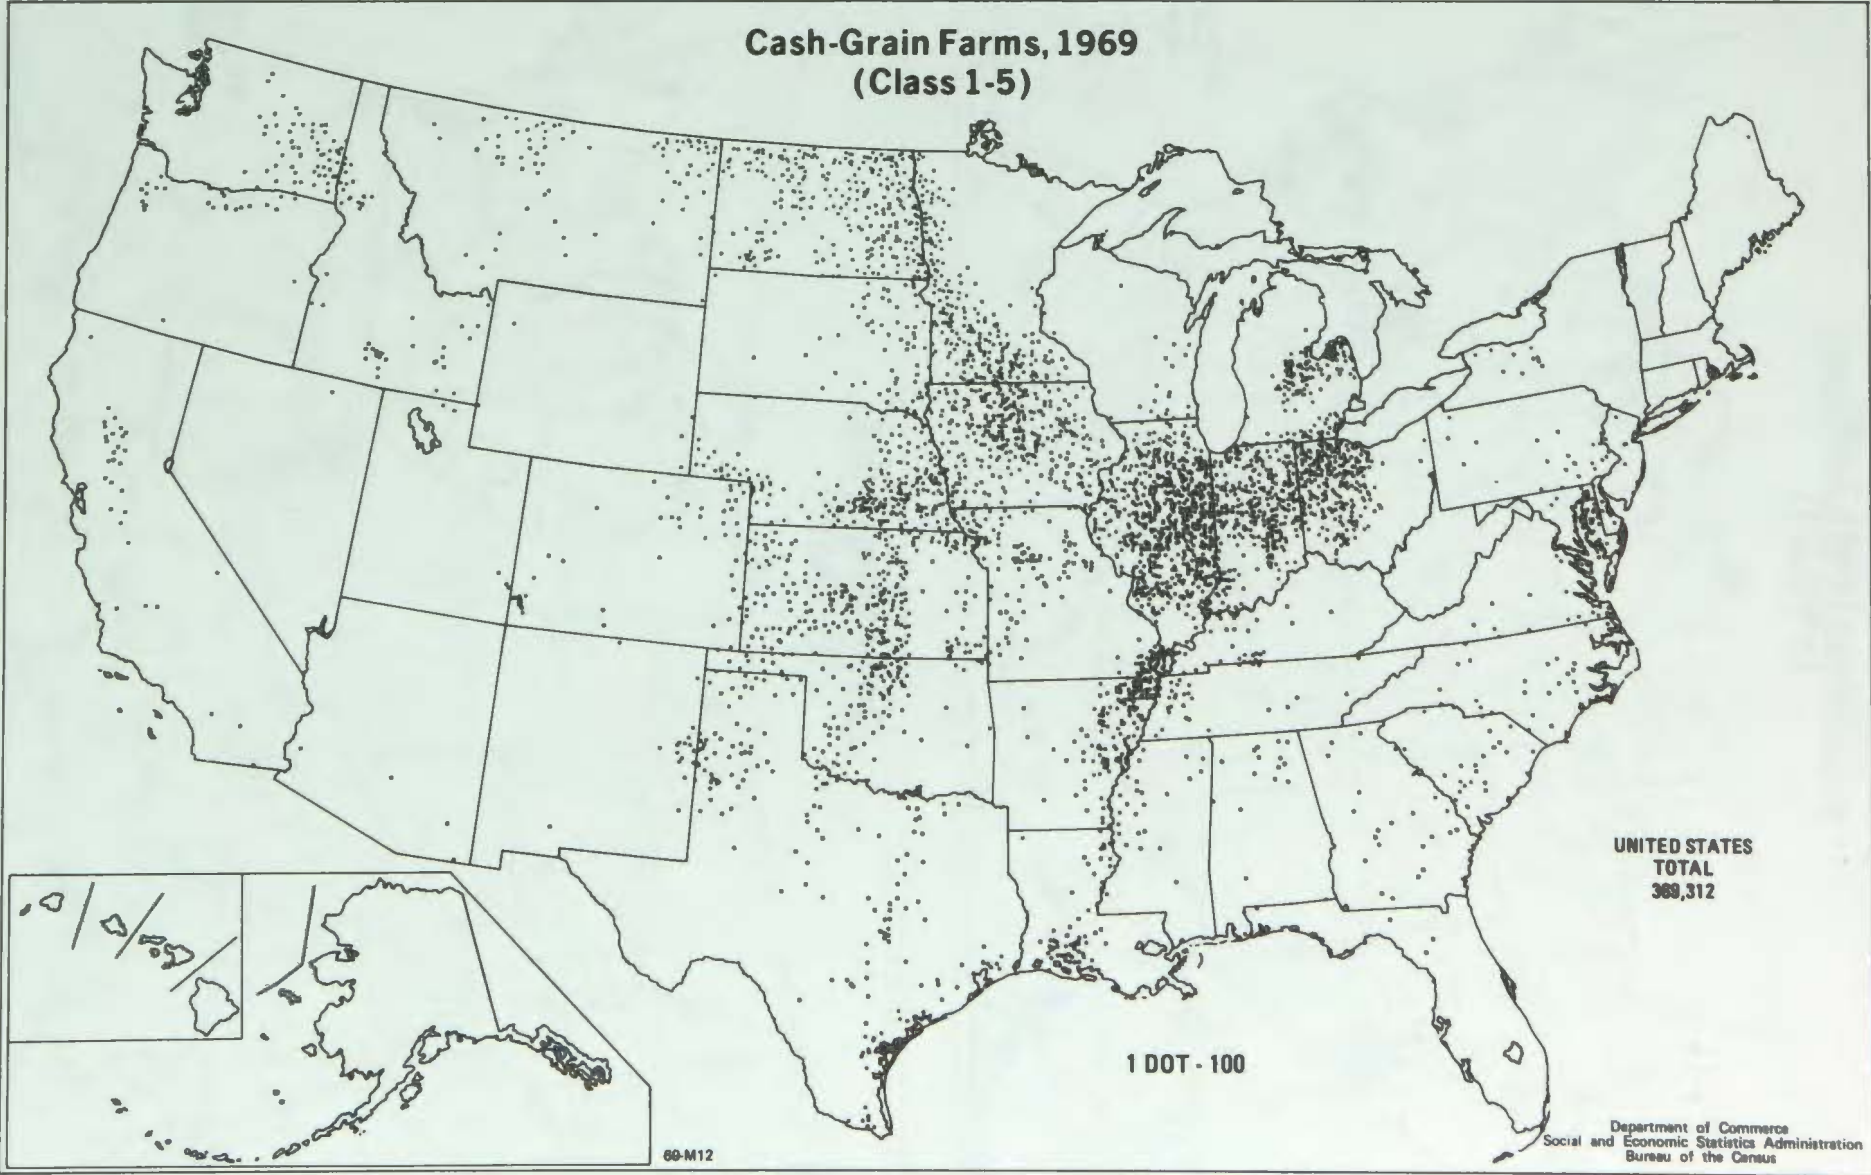 Cash-Grain Farms, 1969
(Class 1-5)
UNITED STATES
TOTAL
369,312
1 DOT - 100
69-M12
Department of Commerce
Social and Economic Statistics Administration
Bureau of the Census